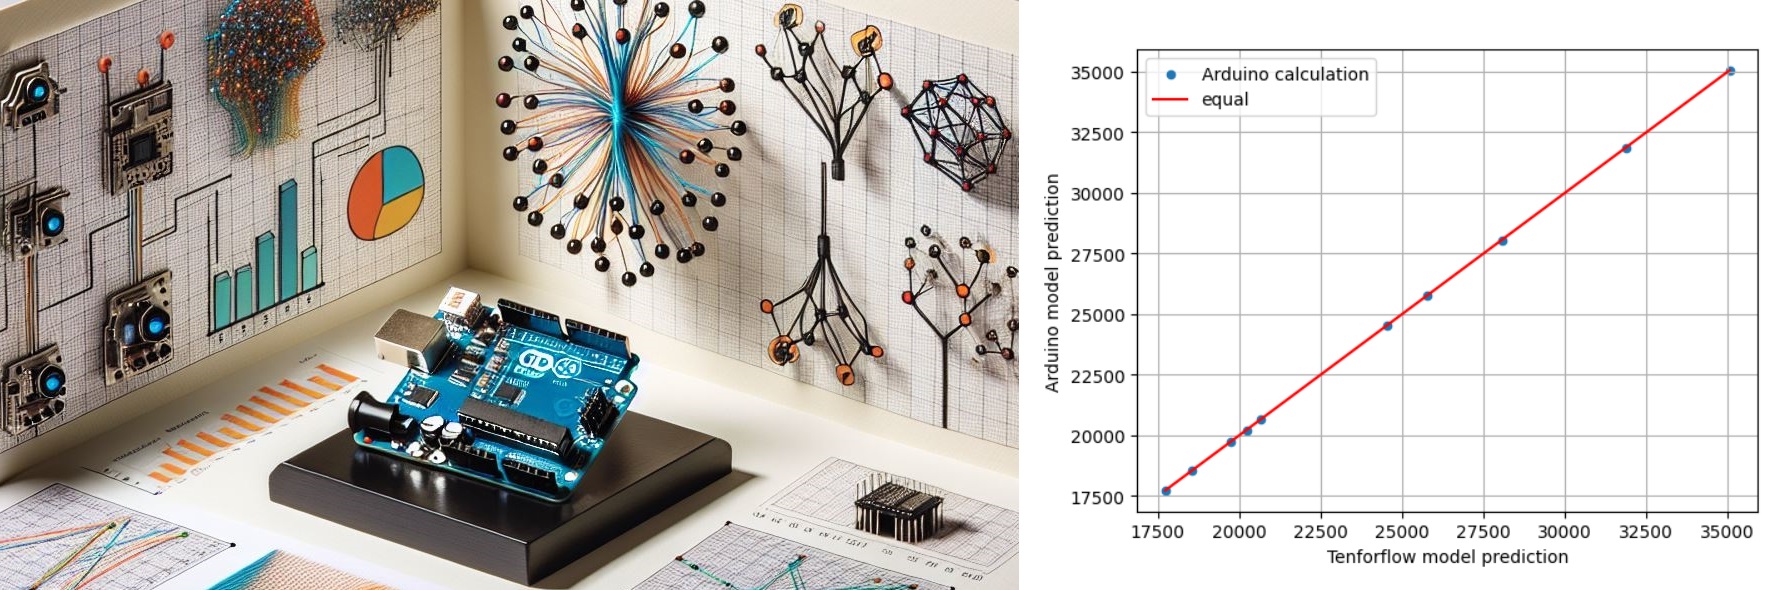 Arduino calculation
equal
35000
32500
30000
27500
25000
22500
20000
17500
Arduino model prediction
17500 20000 22500 25000 27500 30000 32500 35000
Tenforflow model prediction